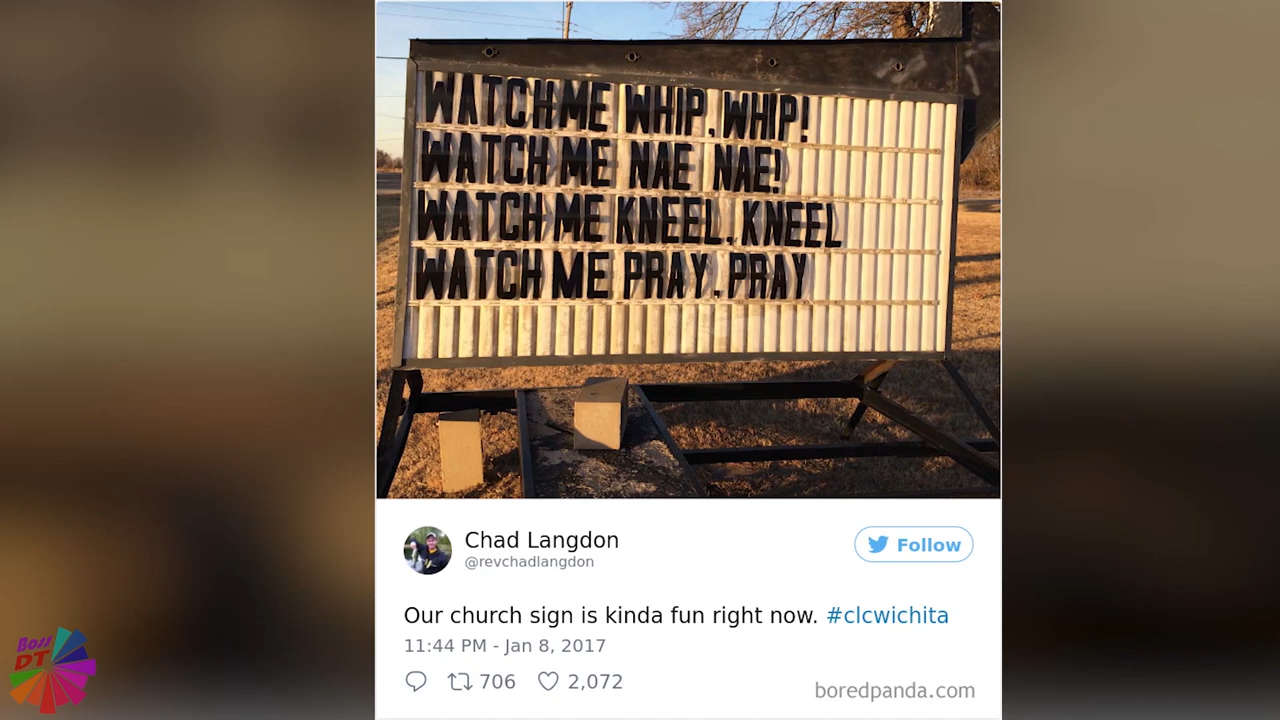 WATCH ME WHIP, WHIP!
WATCH ME NAE NAE!
WATCH ME KNEEL, KNEEL
WATCH ME PRAY, PRAY
Chad Langdon
@revchadlangdon
Follow
Our church sign is kinda fun right now. #clcwichita
11:44 PM - Jan 8, 2017
706 2,072
boredpanda.com
Boss
DT